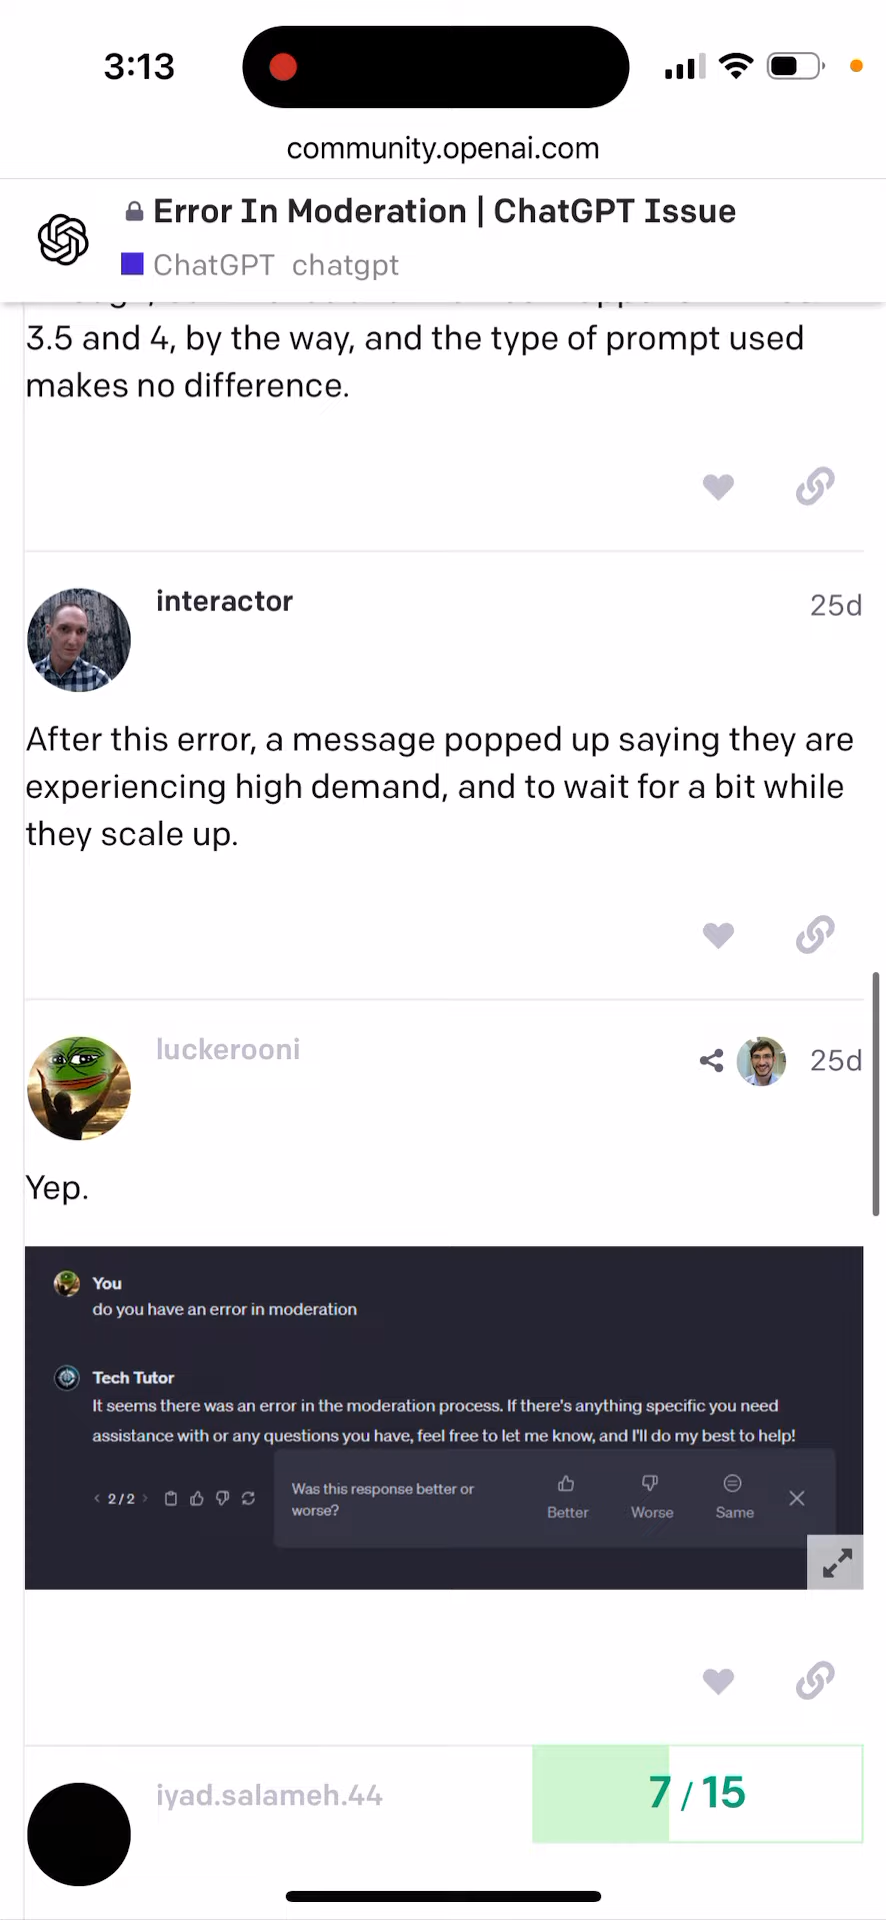 3:13
community.openai.com
Error In Moderation | ChatGPT Issue
ChatGPT chatgpt
3.5 and 4, by the way, and the type of prompt used
makes no difference.
interactor
25d
After this error, a message popped up saying they are
experiencing high demand, and to wait for a bit while
they scale up.
luckerooni
25d
Yep.
You
do you have an error in moderation
Tech Tutor
It seems there was an error in the moderation process. If there's anything specific you need
assistance with or any questions you have, feel free to let me know, and I'll do my best to help!
< 2/2 >
Was this response better or
worse?
Better
Worse
Same
iyad.salameh.44
7 / 15